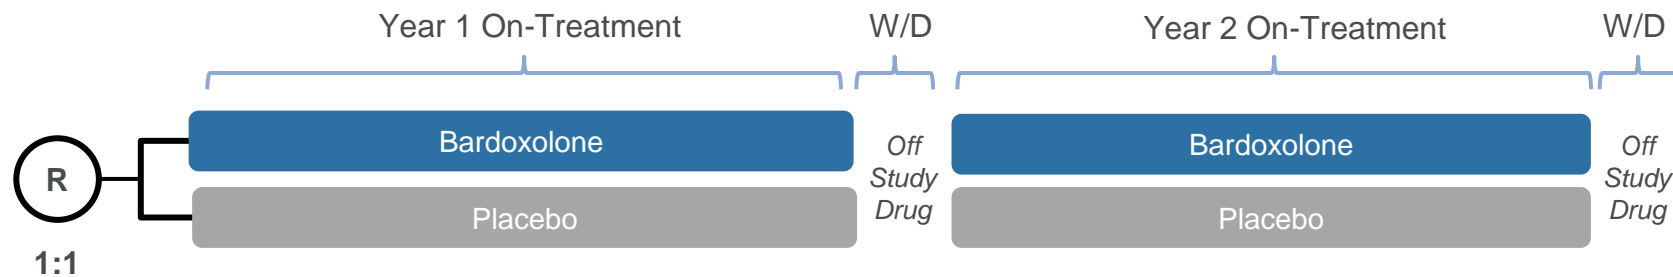 Year 1 On-Treatment
W/D
Year 2 On-Treatment
W/D
R
1:1
Bardoxolone
Placebo
Off
Study
Drug
Bardoxolone
Placebo
Off
Study
Drug